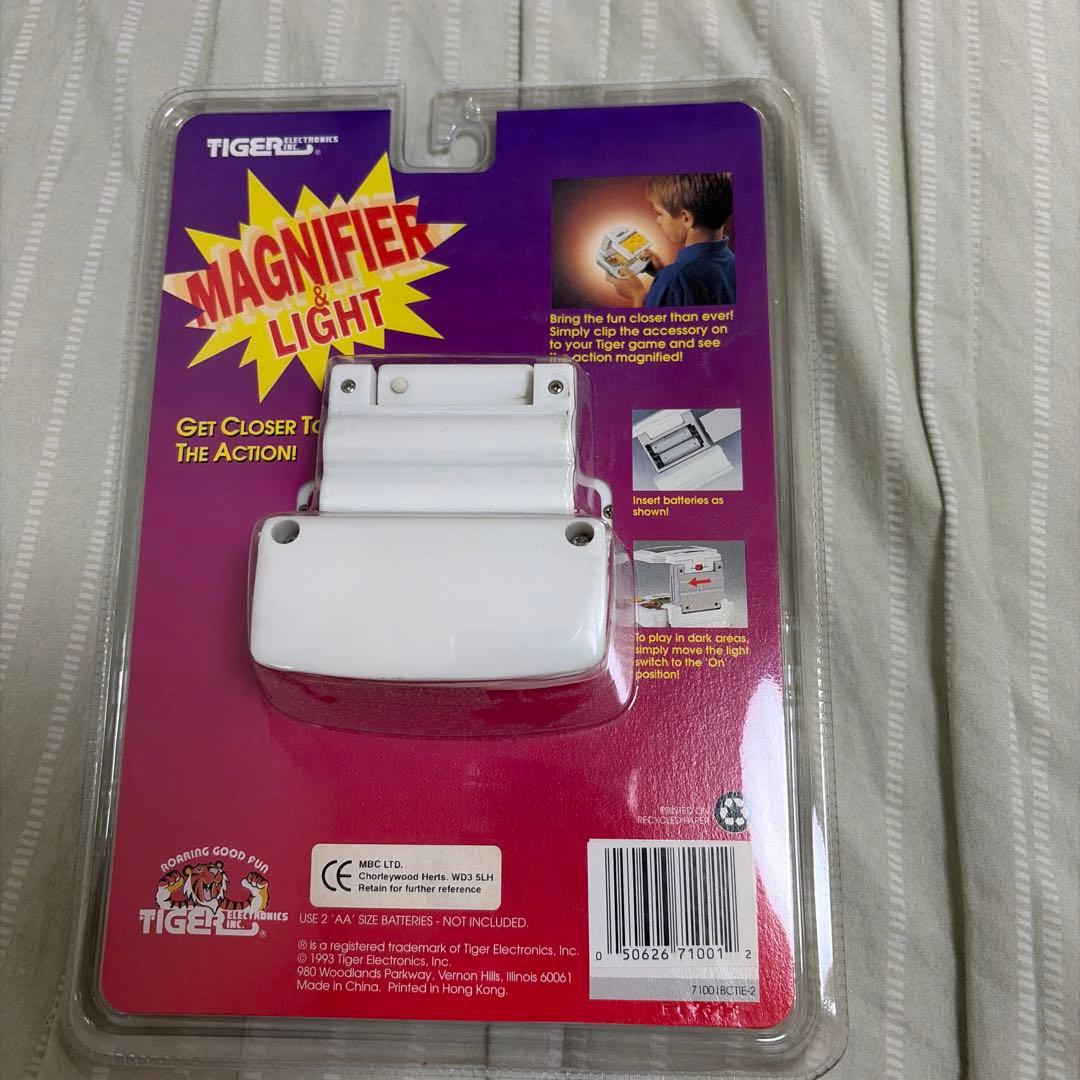 TIGER ELECTRONICS INC.®
MAGNIFIER
&
LIGHT
GET CLOSER TO
THE ACTION!
Bring the fun closer than ever!
Simply clip the accessory on
to your Tiger game and see
the action magnified!
Insert batteries as
shown!
To play in dark areas,
simply move the light
switch to the 'On'
position!
PRINTED ON
RECYCLED PAPER
ROARING GOOD FUN
TIGER ELECTRONICS INC.®
CE
MBC LTD.
Chorleywood Herts. WD3 5LH
Retain for further reference
USE 2 'AA' SIZE BATTERIES - NOT INCLUDED.
® is a registered trademark of Tiger Electronics, Inc.
© 1993 Tiger Electronics, Inc.
980 Woodlands Parkway, Vernon Hills, Illinois 60061
Made in China. Printed in Hong Kong.
0 50626 71001 2
71001BCTIE-2